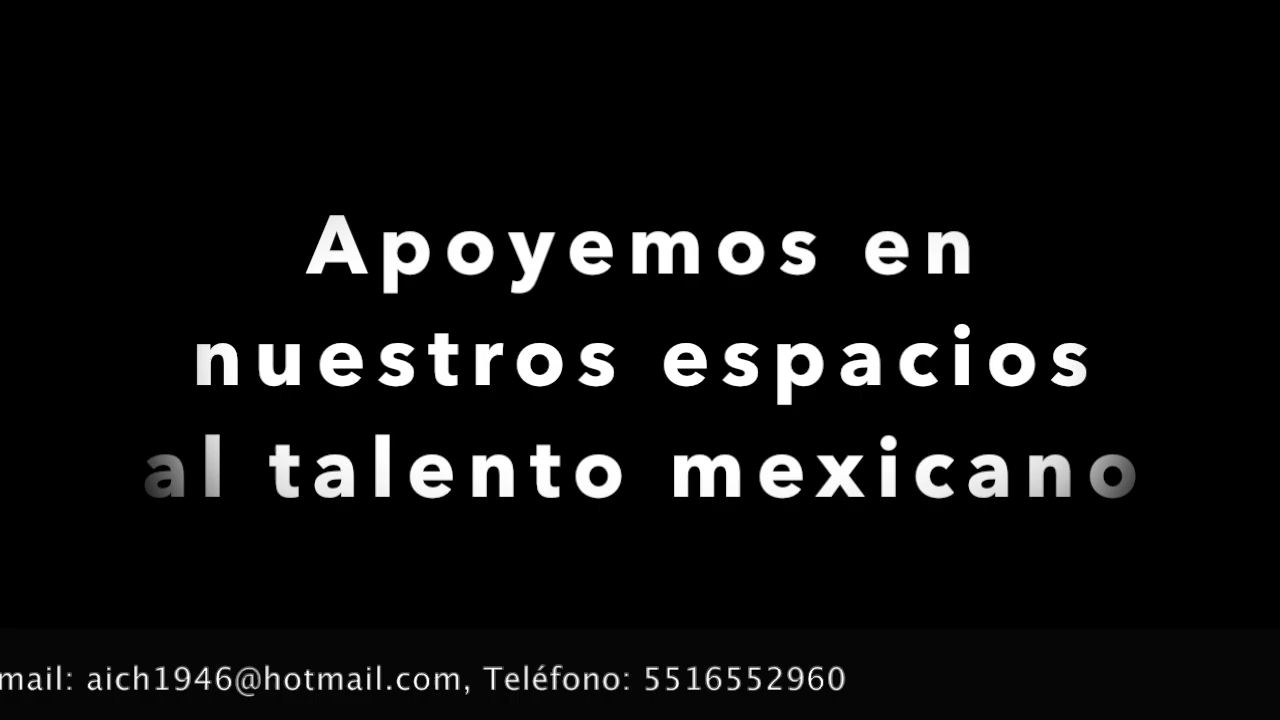 Apoyemos en
nuestros espacios
al talento mexicano
mail: aich1946@hotmail.com, Teléfono: 5516552960